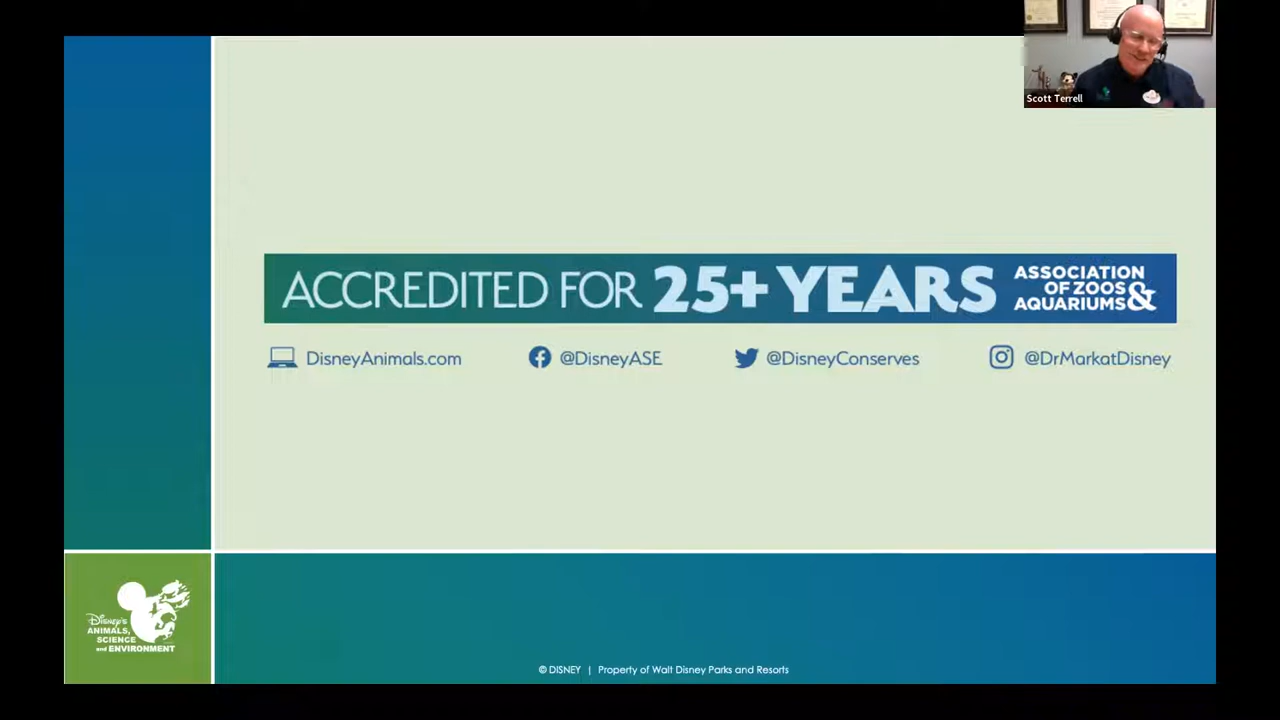 Scott Terrell
ACCREDITED FOR 25+ YEARS
ASSOCIATION
OF ZOOS
AQUARIUMS&
DisneyAnimals.com
@DisneyASE
@DisneyConserves
@DrMarkatDisney
Disney's
ANIMALS,
SCIENCE
and ENVIRONMENT
© DISNEY | Property of Walt Disney Parks and Resorts